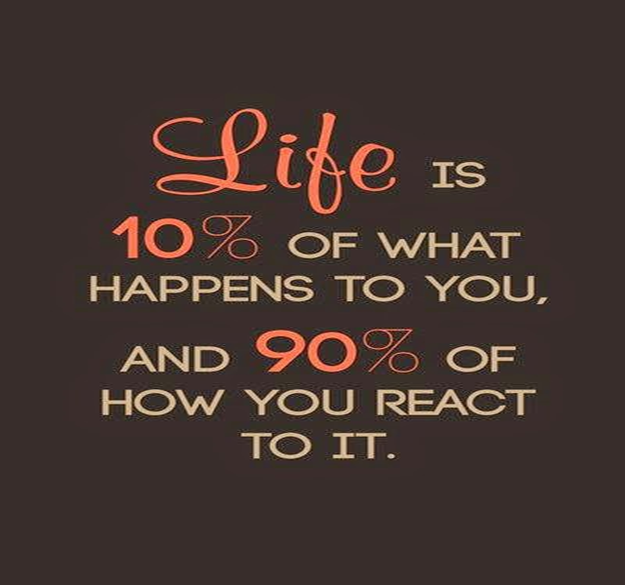 Life IS
10% OF WHAT
HAPPENS TO YOU,
AND 90% OF
HOW YOU REACT
TO IT.